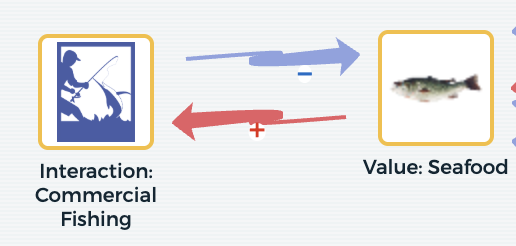 −
+
Interaction:
Commercial
Fishing
Value: Seafood